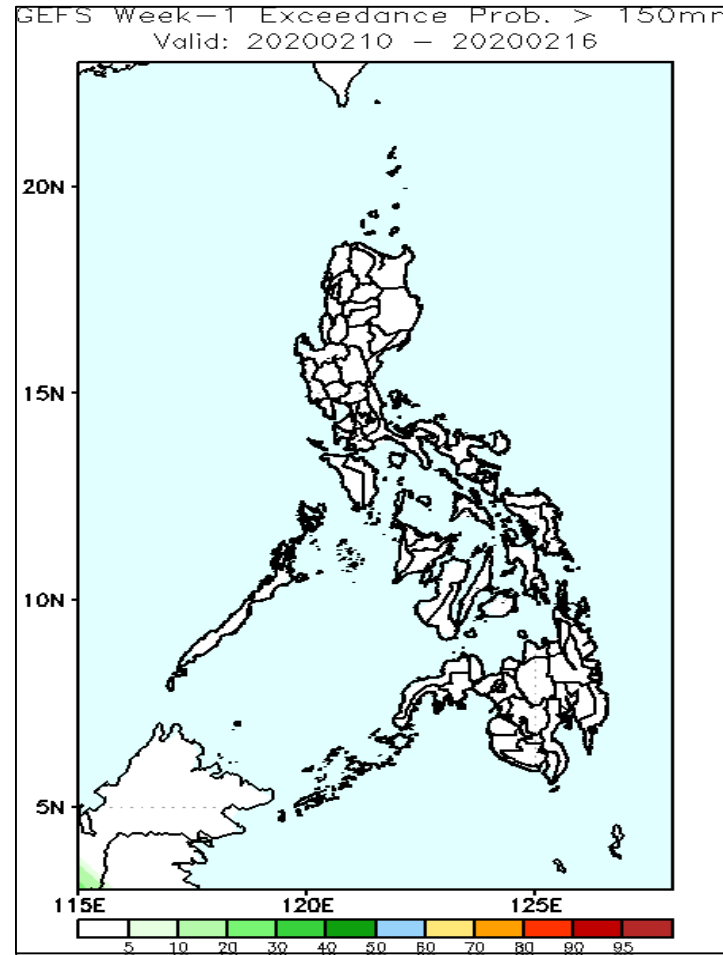 GEFS Week-1 Exceedance Prob. > 150mm
Valid: 20200210 - 20200216
20N
15N
10N
5N
115E 120E 125E
5 10 20 30 40 50 60 70 80 90 95